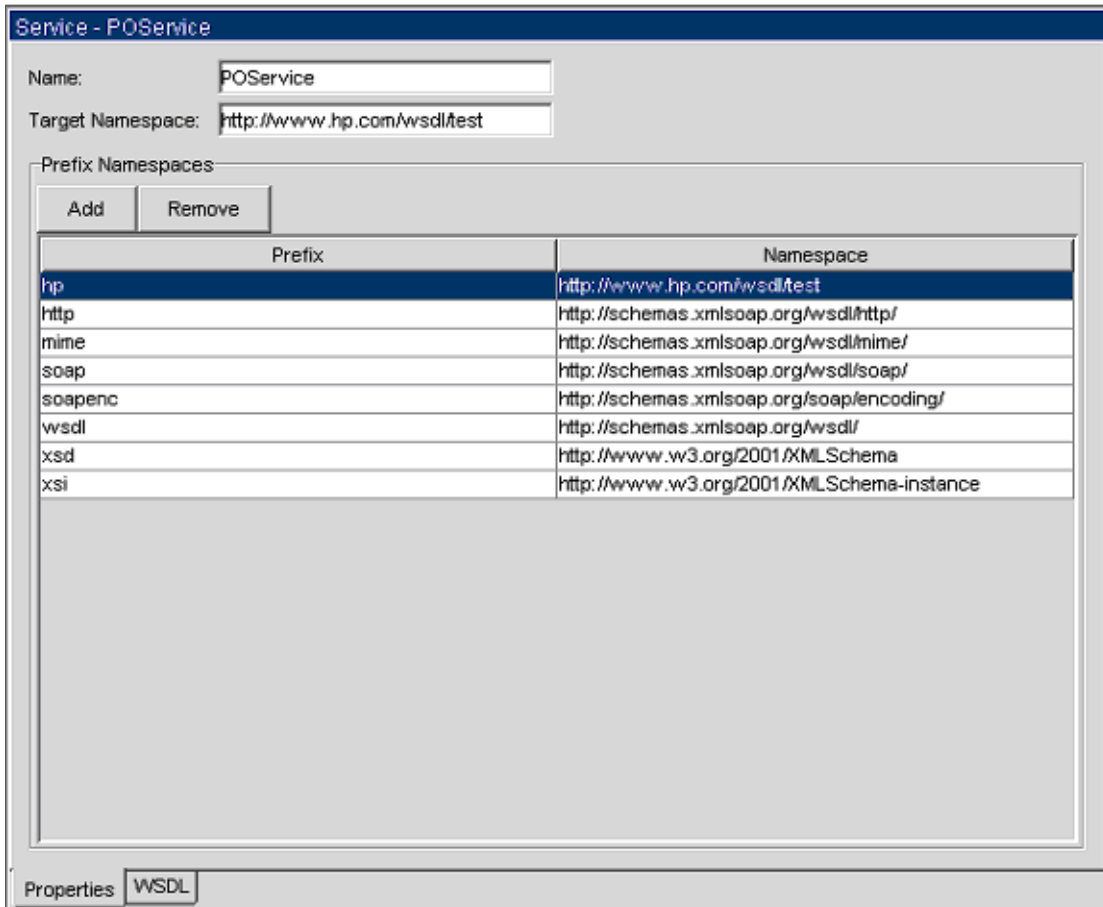 Service - POService
Name: POService
Target Namespace: http://www.hp.com/wsdl/test
Prefix Namespaces
Add Remove
Prefix Namespace
hp http://www.hp.com/wsdl/test
http http://schemas.xmlsoap.org/wsdl/http/
mime http://schemas.xmlsoap.org/wsdl/mime/
soap http://schemas.xmlsoap.org/wsdl/soap/
soapenc http://schemas.xmlsoap.org/soap/encoding/
wsdl http://schemas.xmlsoap.org/wsdl/
xsd http://www.w3.org/2001/XMLSchema
xsi http://www.w3.org/2001/XMLSchema-instance
Properties WSDL